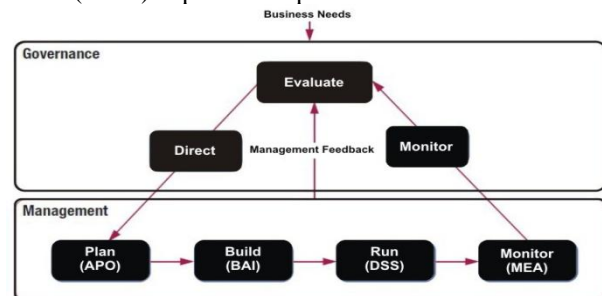 Business Needs
Governance
Evaluate
Direct
Management Feedback
Monitor
Management
Plan
(APO)
Build
(BAI)
Run
(DSS)
Monitor
(MEA)